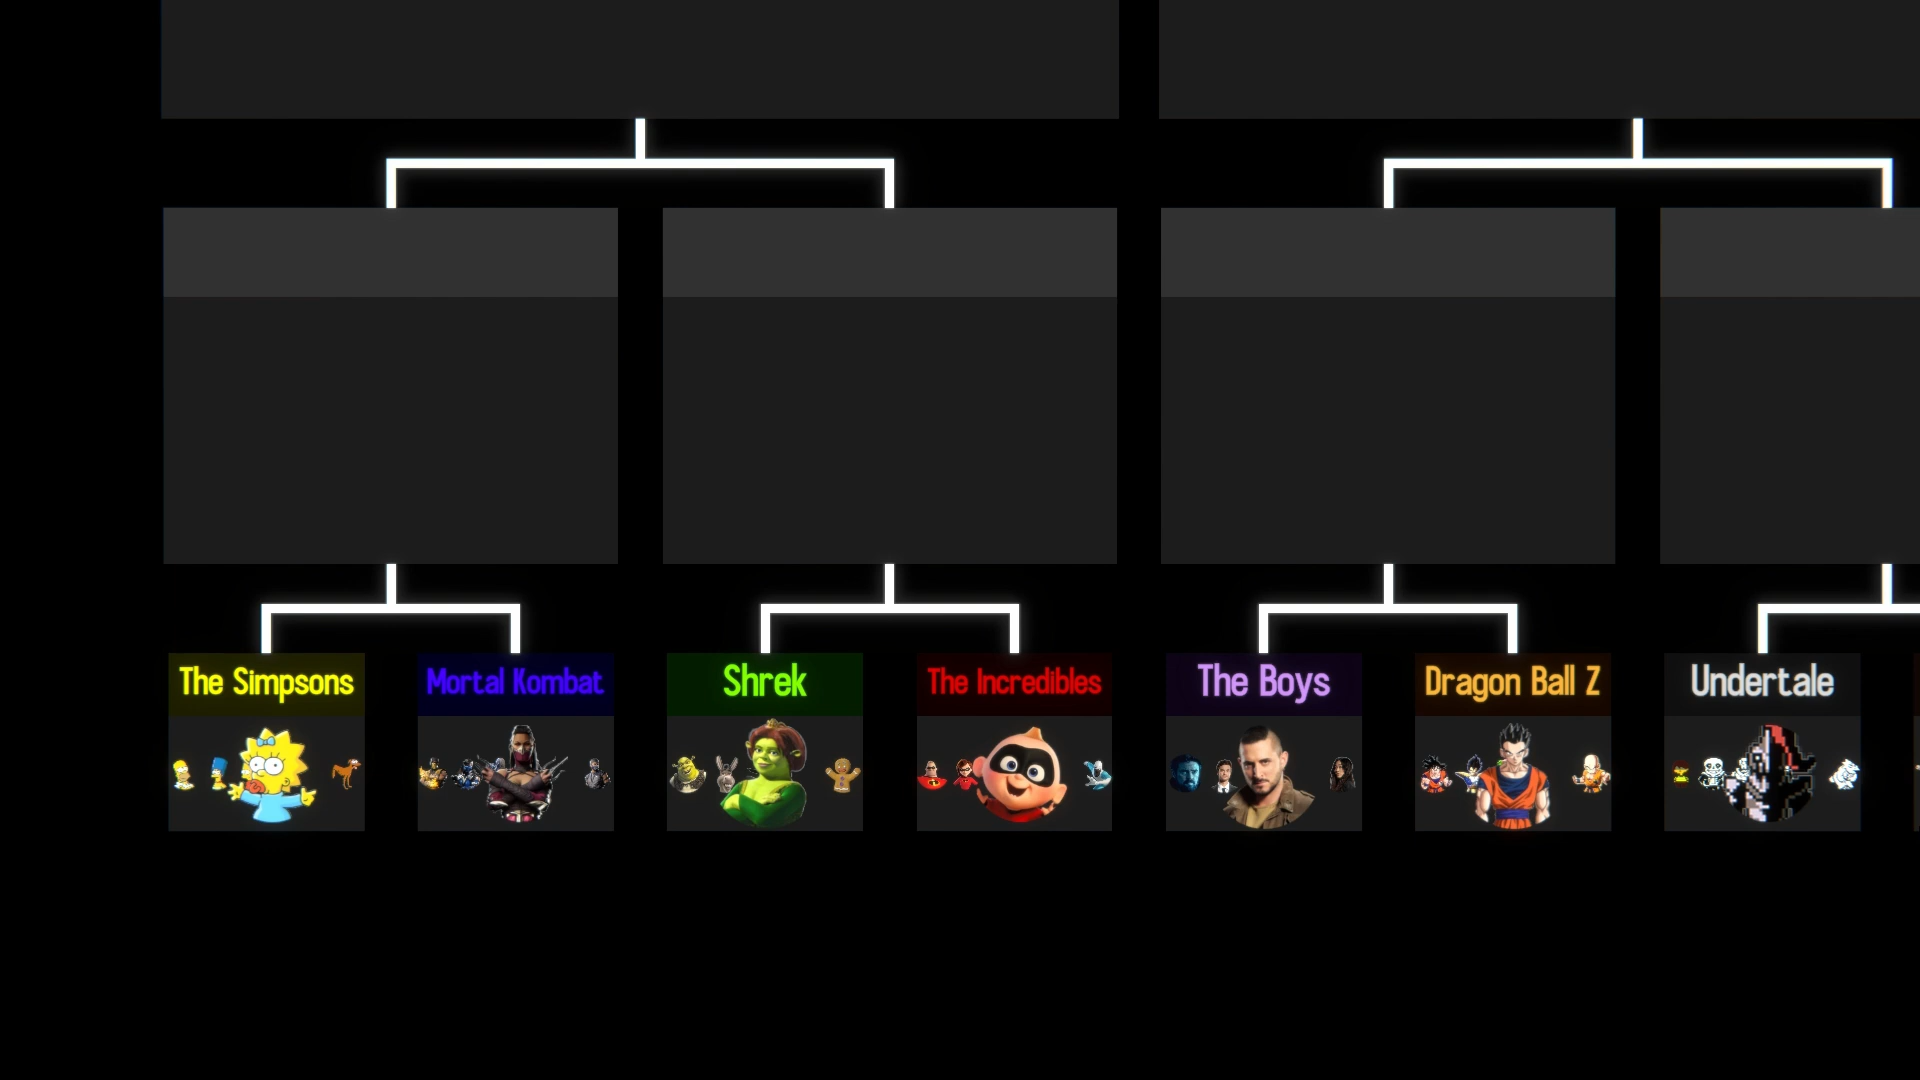 The Simpsons
Mortal Kombat
Shrek
The Incredibles
The Boys
Dragon Ball Z
Undertale